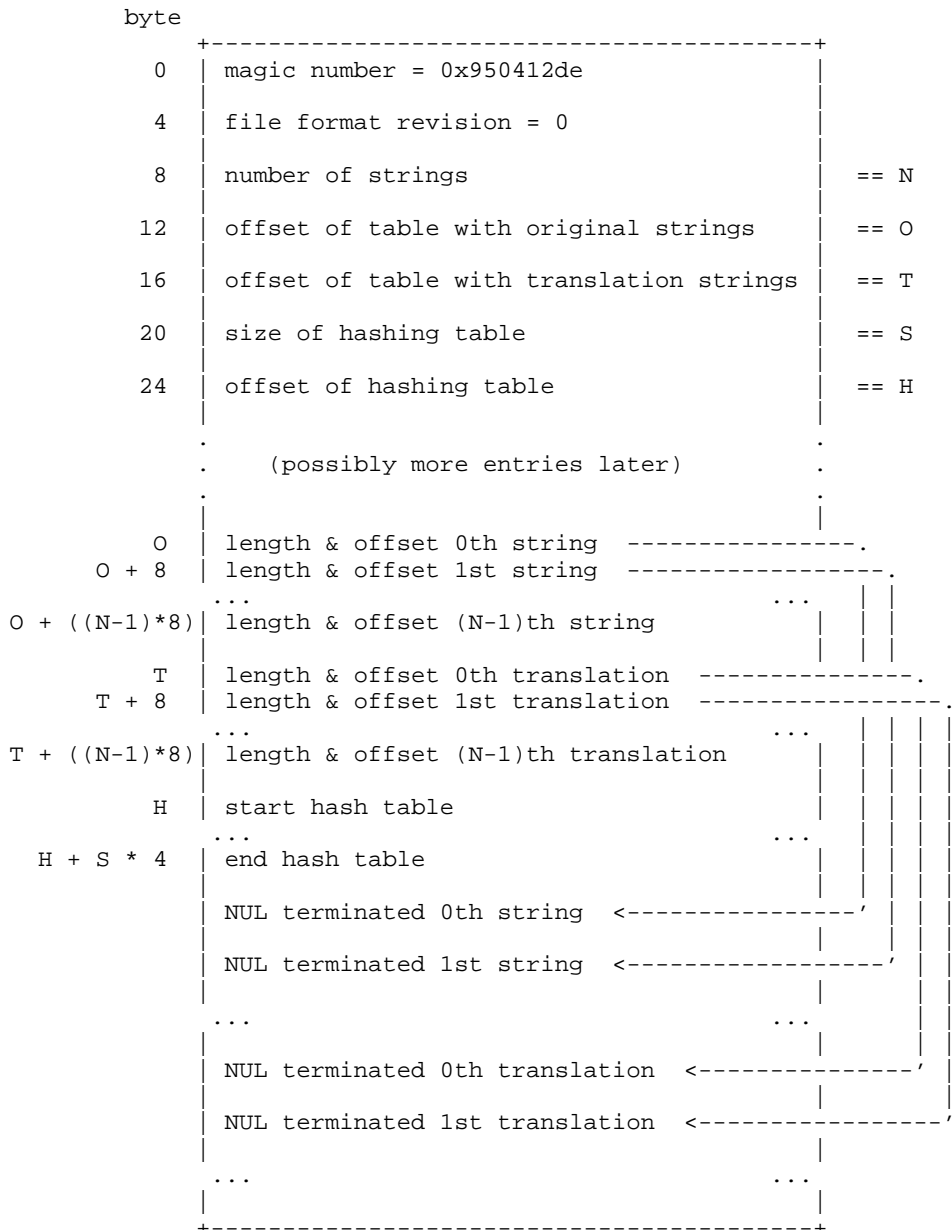 byte
+------------------------------------------+
0 | magic number = 0x950412de |
| |
4 | file format revision = 0 |
| |
8 | number of strings | == N
| |
12 | offset of table with original strings | == O
| |
16 | offset of table with translation strings | == T
| |
20 | size of hashing table | == S
| |
24 | offset of hashing table | == H
| |
. .
. (possibly more entries later) .
. .
| |
O | length & offset 0th string ----------------.
O + 8 | length & offset 1st string ------------------.
... ... | |
O + ((N-1)*8)| length & offset (N-1)th string | | |
| | | |
T | length & offset 0th translation ---------------.
T + 8 | length & offset 1st translation -----------------.
... ... | | | |
T + ((N-1)*8)| length & offset (N-1)th translation | | | | |
| | | | | |
H | start hash table | | | | |
... ... | | | |
H + S * 4 | end hash table | | | | |
| | | | | |
| NUL terminated 0th string <----------------' | | |
| | | | |
| NUL terminated 1st string <------------------' | |
| | | |
... ... | |
| | | |
| NUL terminated 0th translation <---------------' |
| | |
| NUL terminated 1st translation <-----------------'
| |
... ...
| |
+------------------------------------------+